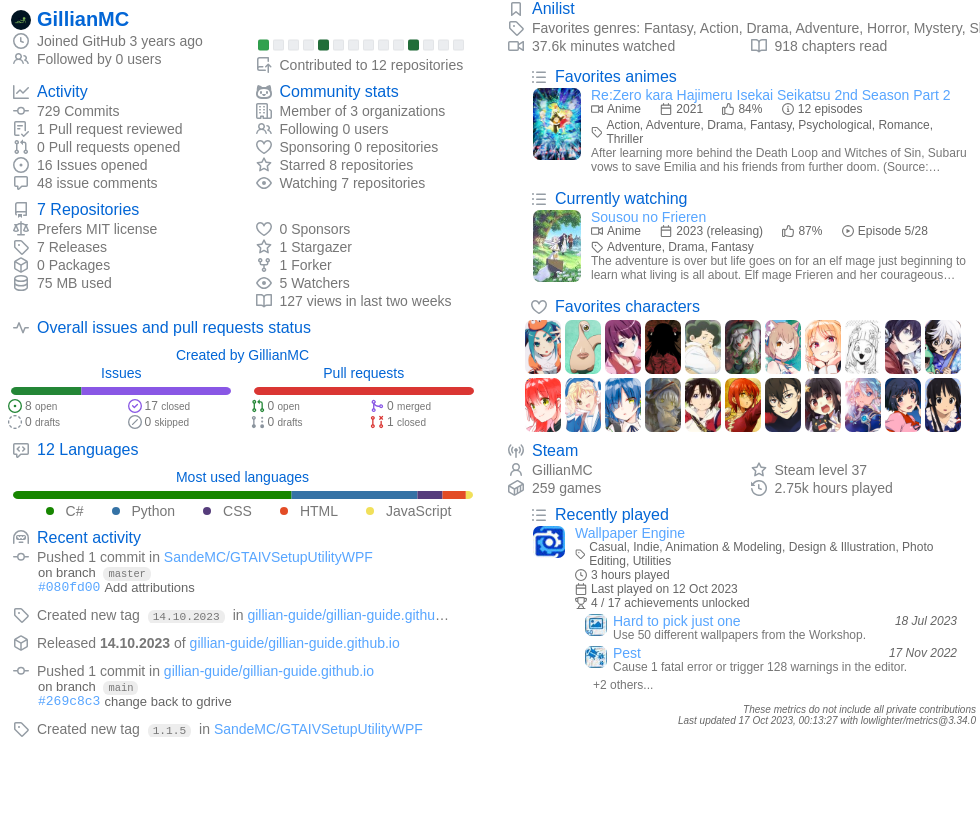 GillianMC
Joined GitHub 3 years ago
Followed by 0 users
Contributed to 12 repositories
Activity
729 Commits
1 Pull request reviewed
0 Pull requests opened
16 Issues opened
48 issue comments
Community stats
Member of 3 organizations
Following 0 users
Sponsoring 0 repositories
Starred 8 repositories
Watching 7 repositories
7 Repositories
Prefers MIT license
7 Releases
0 Packages
75 MB used
0 Sponsors
1 Stargazer
1 Forker
5 Watchers
127 views in last two weeks
Overall issues and pull requests status
Created by GillianMC
Issues
8 open
17 closed
0 drafts
0 skipped
Pull requests
0 open
0 merged
0 drafts
1 closed
12 Languages
Most used languages
C# Python CSS HTML JavaScript
Recent activity
Pushed 1 commit in SandeMC/GTAIVSetupUtilityWPF
on branch master
#080fd00 Add attributions
Created new tag 14.10.2023 in gillian-guide/gillian-guide.githu…
Released 14.10.2023 of gillian-guide/gillian-guide.github.io
Pushed 1 commit in gillian-guide/gillian-guide.github.io
on branch main
#269c8c3 change back to gdrive
Created new tag 1.1.5 in SandeMC/GTAIVSetupUtilityWPF
Anilist
Favorites genres: Fantasy, Action, Drama, Adventure, Horror, Mystery,
37.6k minutes watched
918 chapters read
Favorites animes
Re:Zero kara Hajimeru Isekai Seikatsu 2nd Season Part 2
Anime 2021 84% 12 episodes
Action, Adventure, Drama, Fantasy, Psychological, Romance,
Thriller
After learning more behind the Death Loop and Witches of Sin, Subaru
vows to save Emilia and his friends from further doom. (Source:…
Currently watching
Sousou no Frieren
Anime 2023 (releasing) 87% Episode 5/28
Adventure, Drama, Fantasy
The adventure is over but life goes on for an elf mage just beginning to
learn what living is all about. Elf mage Frieren and her courageous…
Favorites characters
Steam
GillianMC
Steam level 37
259 games
2.75k hours played
Recently played
Wallpaper Engine
Casual, Indie, Animation & Modeling, Design & Illustration, Photo
Editing, Utilities
3 hours played
Last played on 12 Oct 2023
4 / 17 achievements unlocked
Hard to pick just one 18 Jul 2023
Use 50 different wallpapers from the Workshop.
Pest 17 Nov 2022
Cause 1 fatal error or trigger 128 warnings in the editor.
+2 others...
These metrics do not include all private contributions
Last updated 17 Oct 2023, 00:13:27 with lowlighter/metrics@3.34.0